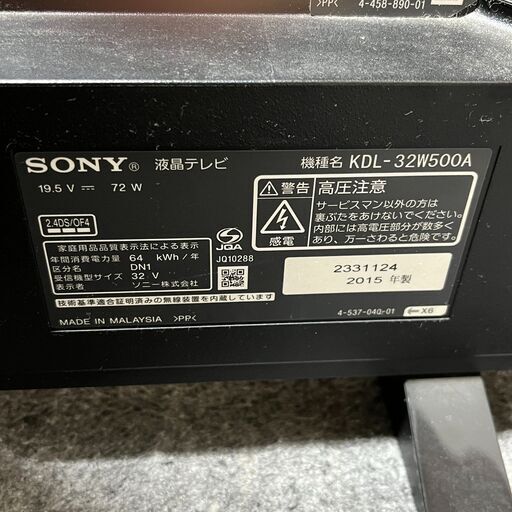 >PP<
4-458-890-01
SONY®
液晶テレビ
機種名 KDL-32W500A
19.5 V ⎓ 72 W
2.4DS/OF4
家庭用品品質表示法による表示
年間消費電力量 64 kWh/年
区分名 DN1
受信機型サイズ 32 V
表示者 ソニー株式会社
JQA
JQ10288
警告
感電
高圧注意
サービスマン以外の方は
裏ぶたをあけないでください。
内部には高電圧部分が数多く
あり、万一さわると危険です。
2331124
2015 年製
技術基準適合証明済みの無線装置を内蔵しています。
MADE IN MALAYSIA >PP<
4-537-040-01
X6